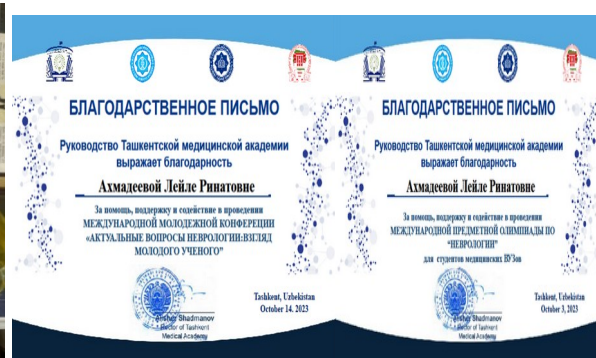 БЛАГОДАРСТВЕННОЕ ПИСЬМО
Руководство Ташкентской медицинской академии
выражает благодарность
Ахмадеевой Лейле Ринатовне
За помощь, поддержку и содействие в проведении
МЕЖДУНАРОДНОЙ МОЛОДЕЖНОЙ КОНФЕРЕЦИИ
«АКТУАЛЬНЫЕ ВОПРОСЫ НЕВРОЛОГИИ:ВЗГЛЯД
МОЛОДОГО УЧЕНОГО”
Tashkent, Uzbekistan
October 14. 2023
Akhsher Shadmanov
Rector of Tashkent
Medical Academy
БЛАГОДАРСТВЕННОЕ ПИСЬМО
Руководство Ташкентской медицинской академии
выражает благодарность
Ахмадеевой Лейле Ринатовне
За помощь, поддержку и содействие в проведении
МЕЖДУНАРОДНОЙ ПРЕДМЕТНОЙ ОЛИМПИАДЫ ПО
“НЕВРОЛОГИИ”
для студентов медицинских ВУЗов
Tashkent, Uzbekistan
October 3, 2023
Shadmanov
Rector of Tashkent
Medical Academy